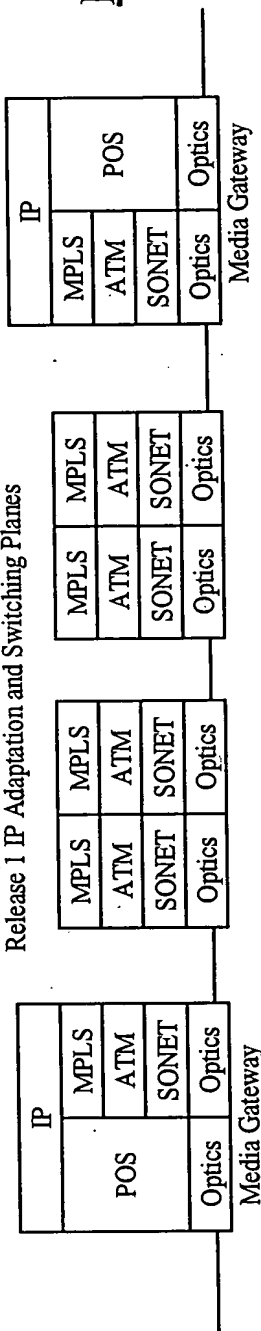 Release 1 IP Adaptation and Switching Planes
IP
POS
MPLS
ATM
SONET
Optics
Optics
Media Gateway
MPLS
MPLS
ATM
ATM
SONET
SONET
Optics
Optics
MPLS
MPLS
ATM
ATM
SONET
SONET
Optics
Optics
IP
MPLS
ATM
SONET
POS
Optics
Optics
Media Gateway